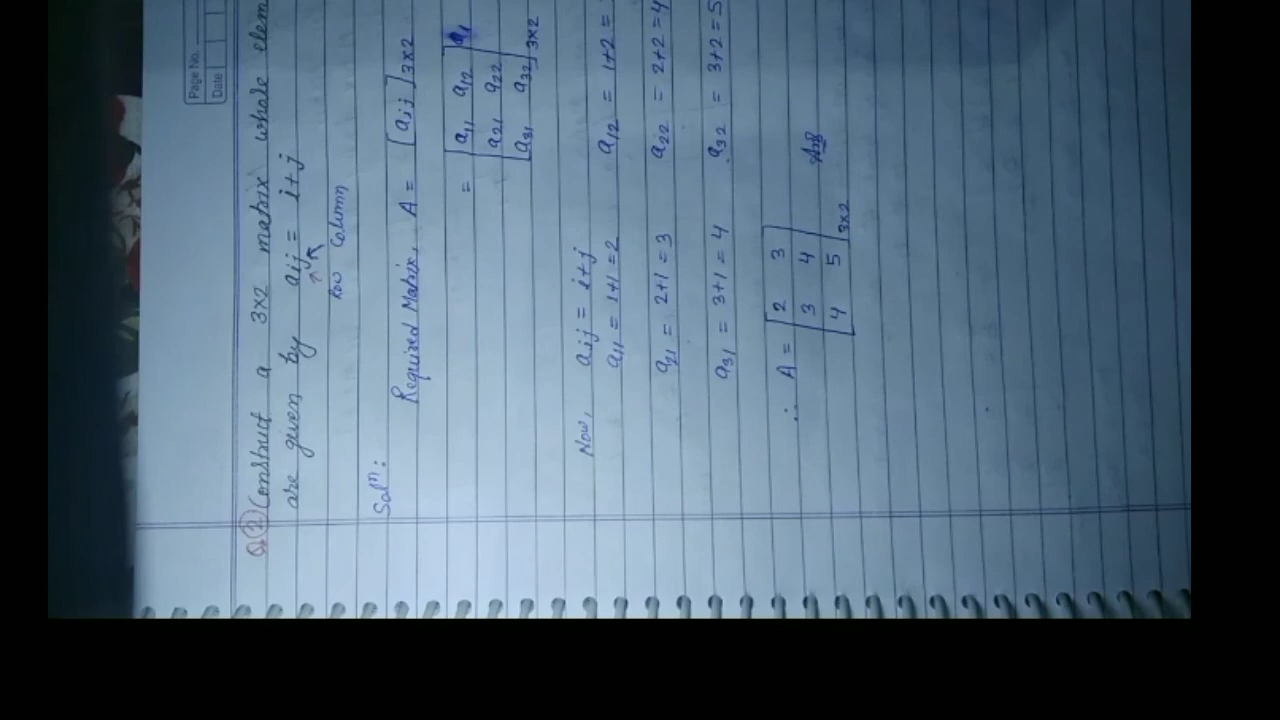 Page No.
Date
Q.2 Construct a 3×2 matrix whole elem
are given by aij = i+j
Row Column
Solⁿ:
Required Matrix, A = [aij]3×2
= [a11 a12
a21 a22
a31 a32]3×2
Now, aij = i+j
a11 = 1+1 = 2 a12 = 1+2 =
a21 = 2+1 = 3 a22 = 2+2 = 4
a31 = 3+1 = 4 a32 = 3+2 = 5
∴ A = [2 3
3 4 Ans
4 5]3×2